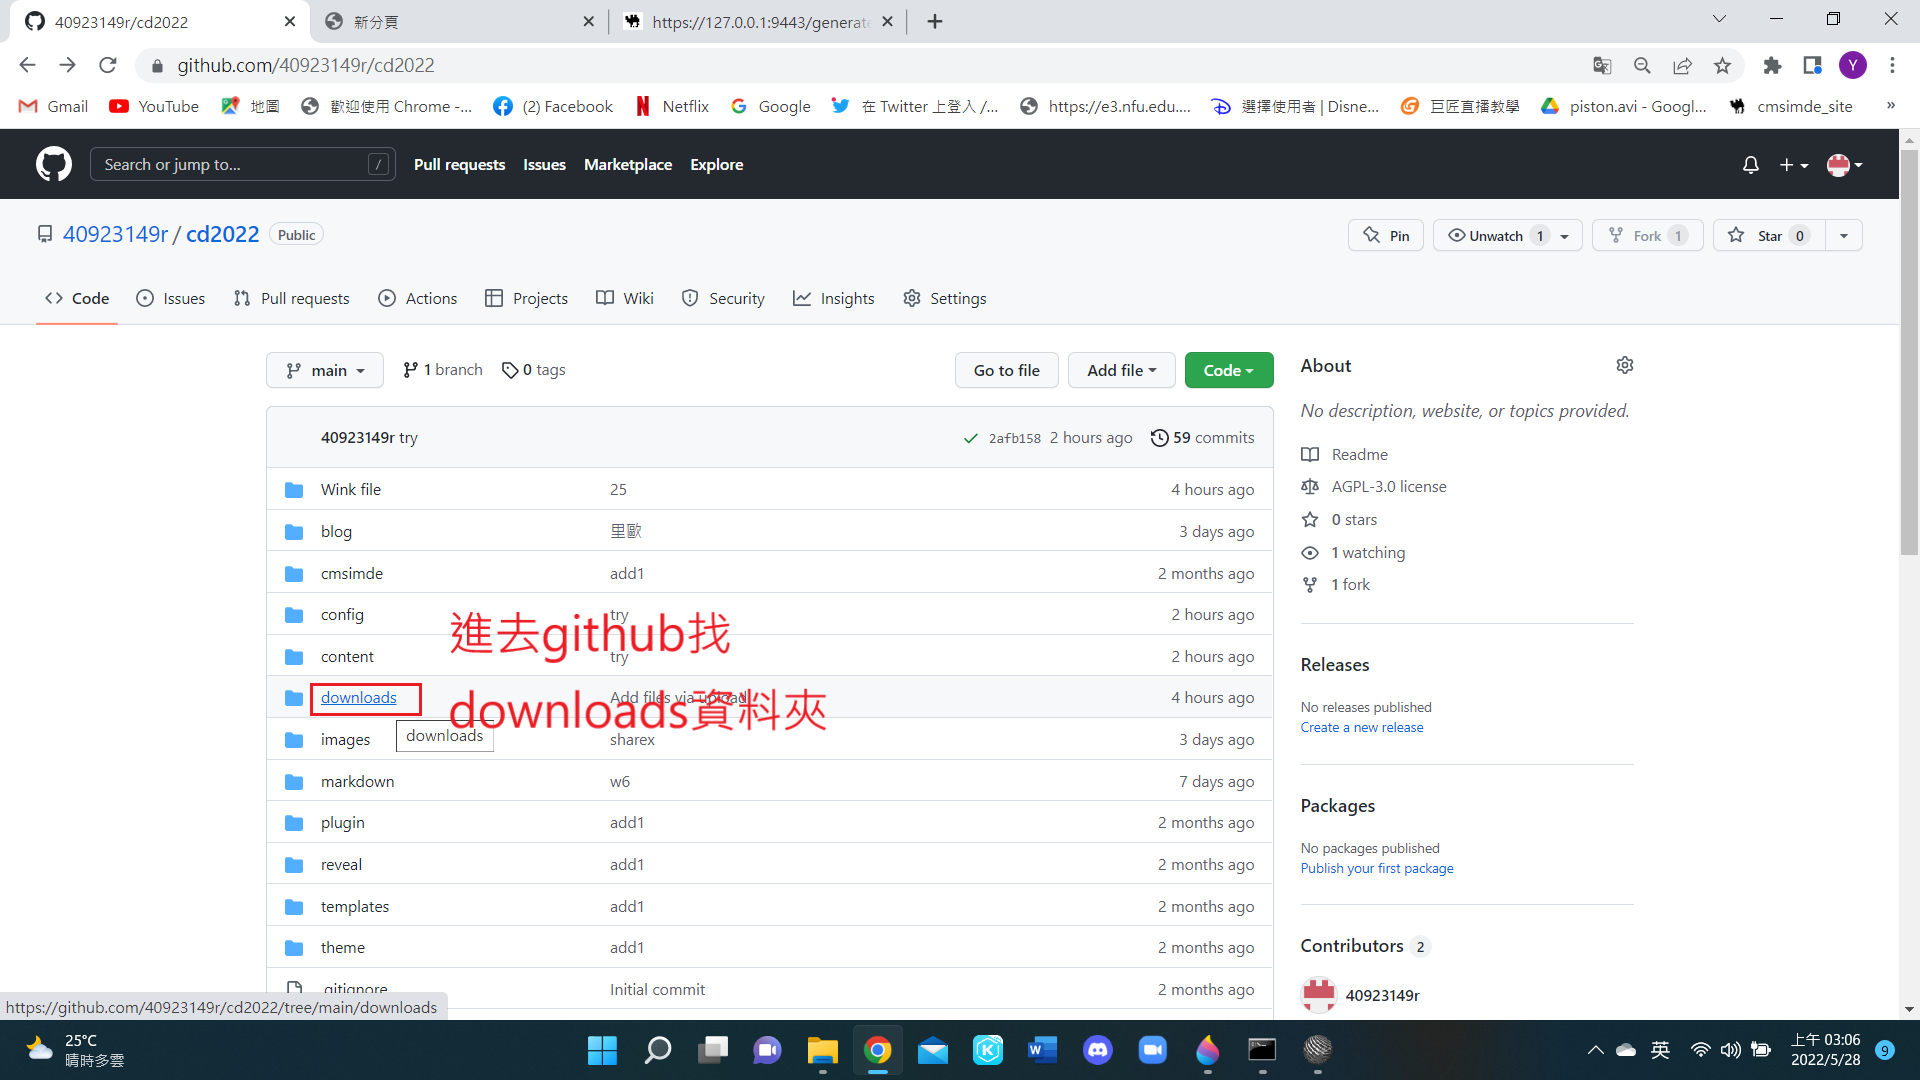 40923149r/cd2022
新分頁
https://127.0.0.1:9443/generate
github.com/40923149r/cd2022
Y
Gmail
YouTube
地圖
歡迎使用 Chrome -...
(2) Facebook
Netflix
Google
在 Twitter 上登入 /...
https://e3.nfu.edu....
選擇使用者 | Disne...
巨匠直播教學
piston.avi - Googl...
cmsimde_site
»
Search or jump to...
/
Pull requests
Issues
Marketplace
Explore
40923149r / cd2022
Public
Pin
Unwatch 1
Fork 1
Star 0
Code
Issues
Pull requests
Actions
Projects
Wiki
Security
Insights
Settings
main
1 branch
0 tags
Go to file
Add file
Code
40923149r try
2afb158 2 hours ago
59 commits
Wink file 25 4 hours ago
blog 里歐 3 days ago
cmsimde add1 2 months ago
config try 2 hours ago
content try 2 hours ago
downloads Add files via upload 4 hours ago
images sharex 3 days ago
markdown w6 7 days ago
plugin add1 2 months ago
reveal add1 2 months ago
templates add1 2 months ago
theme add1 2 months ago
.gitignore Initial commit 2 months ago
進去github找
downloads資料夾
downloads
About
No description, website, or topics provided.
Readme
AGPL-3.0 license
0 stars
1 watching
1 fork
Releases
No releases published
Create a new release
Packages
No packages published
Publish your first package
Contributors 2
40923149r
https://github.com/40923149r/cd2022/tree/main/downloads
25°C
晴時多雲
英
上午 03:06
2022/5/28
9